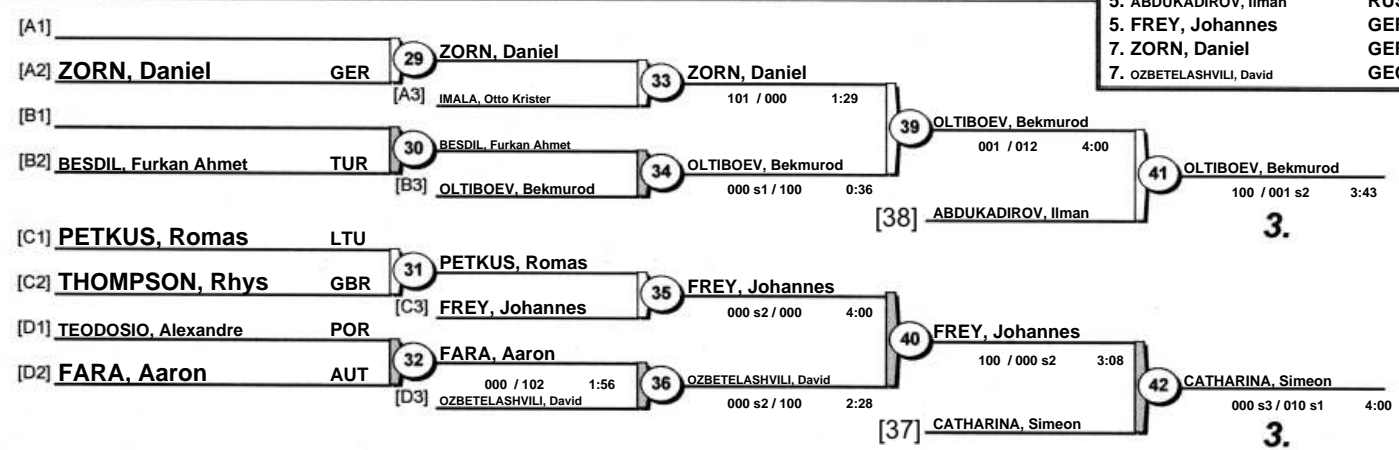 5. ABDUKADIROV, Ilman RUS
5. FREY, Johannes GER
7. ZORN, Daniel GER
7. OZBETELASHVILI, David GEO
[A1]
[A2] ZORN, Daniel GER
29
ZORN, Daniel
[A3] IMALA, Otto Krister
33
ZORN, Daniel
101 / 000 1:29
[B1]
[B2] BESDIL, Furkan Ahmet TUR
30
BESDIL, Furkan Ahmet
[B3] OLTIBOEV, Bekmurod
34
OLTIBOEV, Bekmurod
000 s1 / 100 0:36
39
OLTIBOEV, Bekmurod
001 / 012 4:00
[38] ABDUKADIROV, Ilman
41
OLTIBOEV, Bekmurod
100 / 001 s2 3:43
3.
[C1] PETKUS, Romas LTU
[C2] THOMPSON, Rhys GBR
31
PETKUS, Romas
[C3] FREY, Johannes
35
FREY, Johannes
000 s2 / 000 4:00
[D1] TEODOSIO, Alexandre POR
[D2] FARA, Aaron AUT
32
FARA, Aaron
000 / 102 1:56
[D3] OZBETELASHVILI, David
36
OZBETELASHVILI, David
000 s2 / 100 2:28
40
FREY, Johannes
100 / 000 s2 3:08
[37] CATHARINA, Simeon
42
CATHARINA, Simeon
000 s3 / 010 s1 4:00
3.